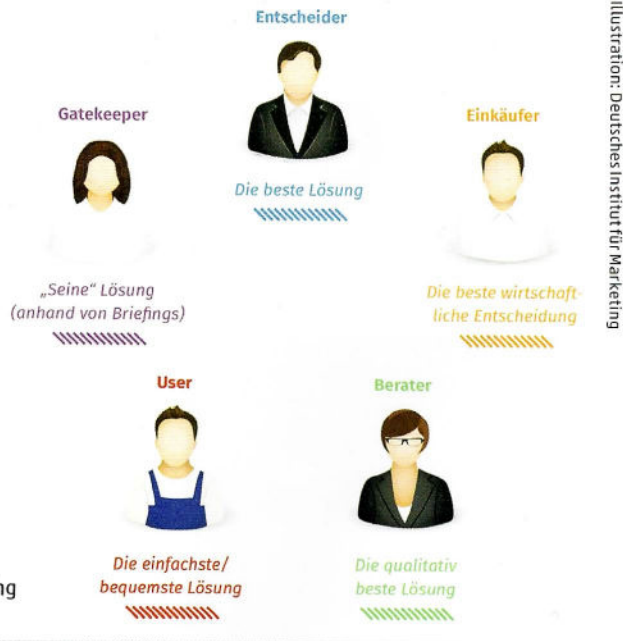 Entscheider
Die beste Lösung
Gatekeeper
„Seine“ Lösung
(anhand von Briefings)
Einkäufer
Die beste wirtschaft-
liche Entscheidung
User
Die einfachste/
bequemste Lösung
Berater
Die qualitativ
beste Lösung
Illustration: Deutsches Institut für Marketing